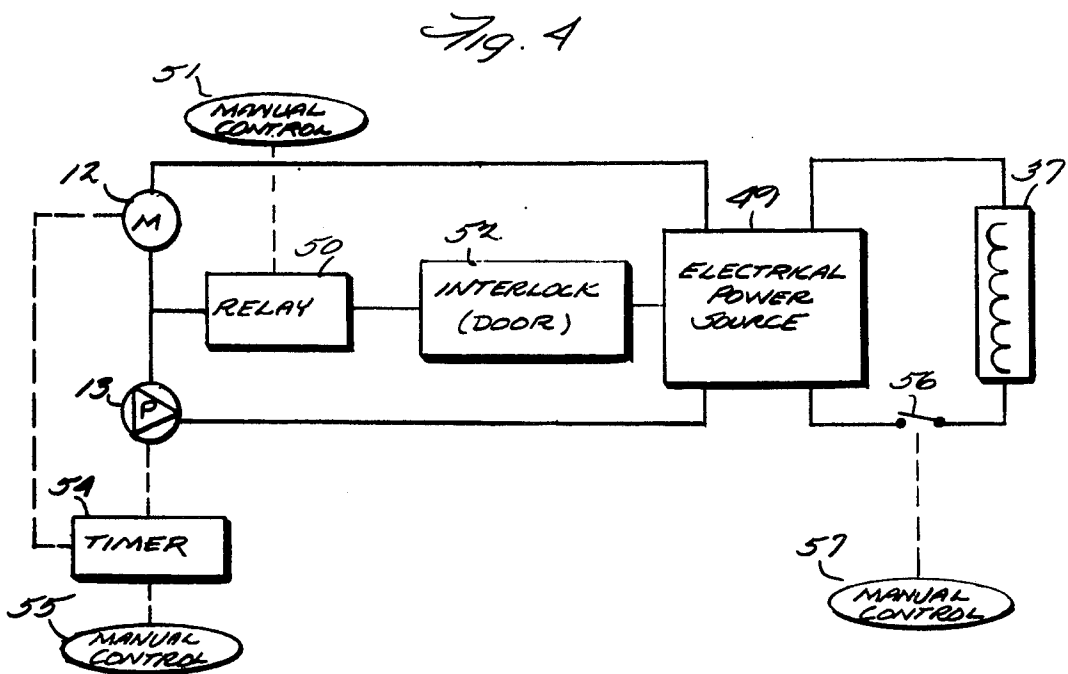 Fig. 4
51
MANUAL
CONTROL
12
M
50
RELAY
52
INTERLOCK
(DOOR)
49
ELECTRICAL
POWER
SOURCE
37
13
P
56
54
TIMER
55
MANUAL
CONTROL
57
MANUAL
CONTROL